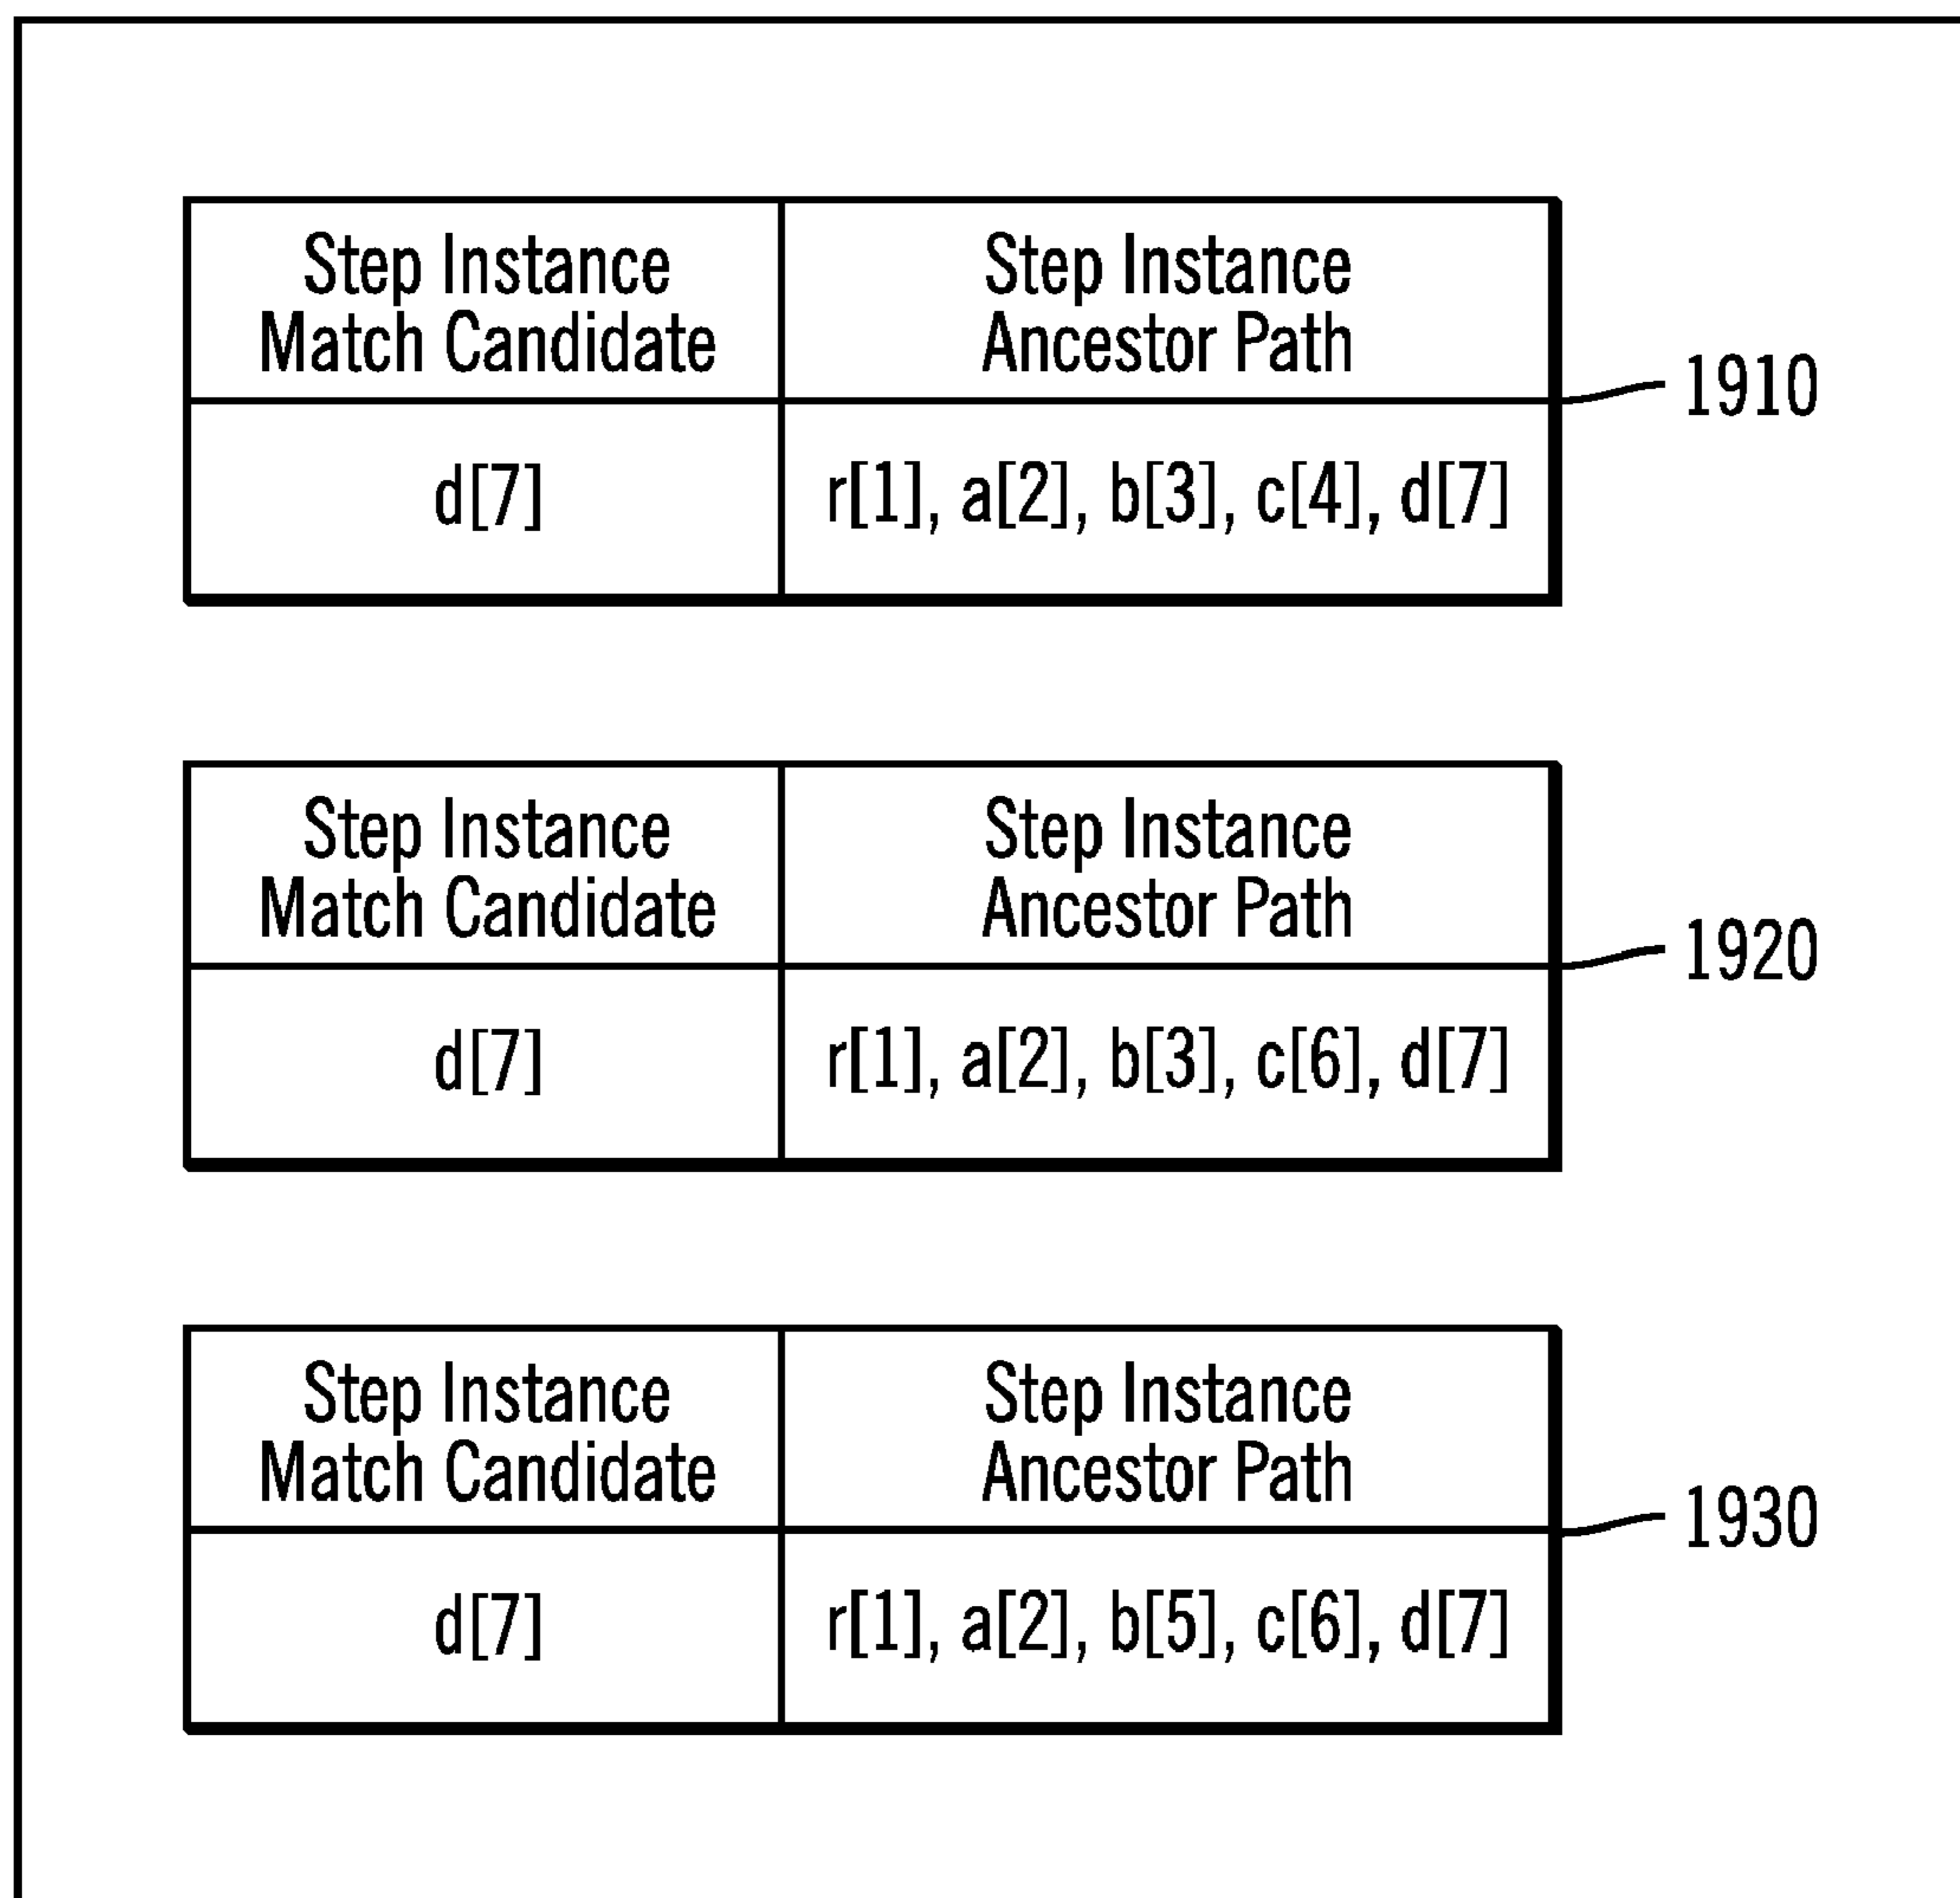 Step Instance Match Candidate
Step Instance Ancestor Path
1910
d[7]
r[1], a[2], b[3], c[4], d[7]
Step Instance Match Candidate
Step Instance Ancestor Path
1920
d[7]
r[1], a[2], b[3], c[6], d[7]
Step Instance Match Candidate
Step Instance Ancestor Path
1930
d[7]
r[1], a[2], b[5], c[6], d[7]